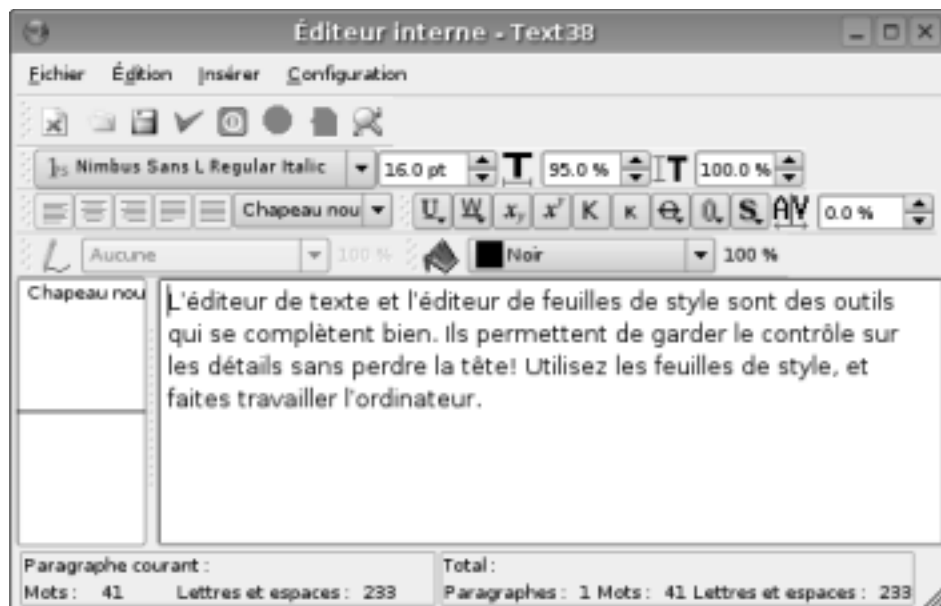 Éditeur interne - Text38
Fichier Édition Insérer Configuration
Nimbus Sans L Regular Italic 16.0 pt 95.0 % 100.0 %
Chapeau nou 0.0 %
Aucune 100 % Noir 100 %
Chapeau nou
L'éditeur de texte et l'éditeur de feuilles de style sont des outils
qui se complètent bien. Ils permettent de garder le contrôle sur
les détails sans perdre la tête! Utilisez les feuilles de style, et
faites travailler l'ordinateur.
Paragraphe courant : Total :
Mots : 41 Lettres et espaces : 233 Paragraphes : 1 Mots : 41 Lettres et espaces : 233